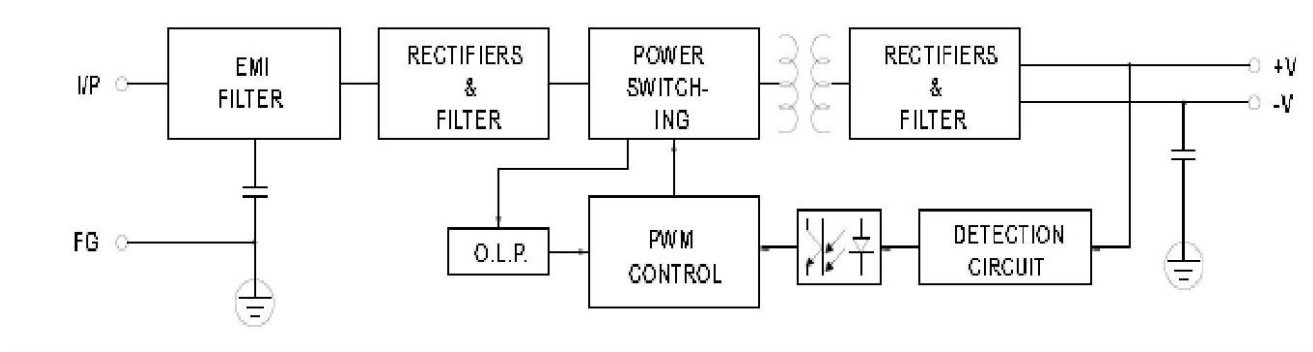 I/P
EMI
FILTER
RECTIFIERS
&
FILTER
POWER
SWITCH-
ING
RECTIFIERS
&
FILTER
+V
-V
FG
O.L.P.
PWM
CONTROL
DETECTION
CIRCUIT